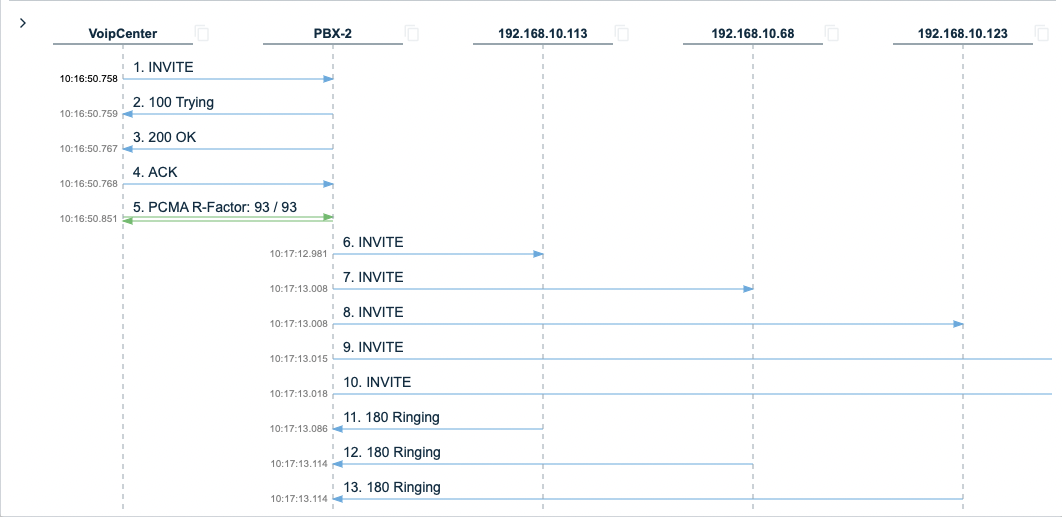 VoipCenter PBX-2 192.168.10.113 192.168.10.68 192.168.10.123
1. INVITE
10:16:50.758
2. 100 Trying
10:16:50.759
3. 200 OK
10:16:50.767
4. ACK
10:16:50.768
5. PCMA R-Factor: 93 / 93
10:16:50.851
6. INVITE
10:17:12.981
7. INVITE
10:17:13.008
8. INVITE
10:17:13.008
9. INVITE
10:17:13.015
10. INVITE
10:17:13.018
11. 180 Ringing
10:17:13.086
12. 180 Ringing
10:17:13.114
13. 180 Ringing
10:17:13.114